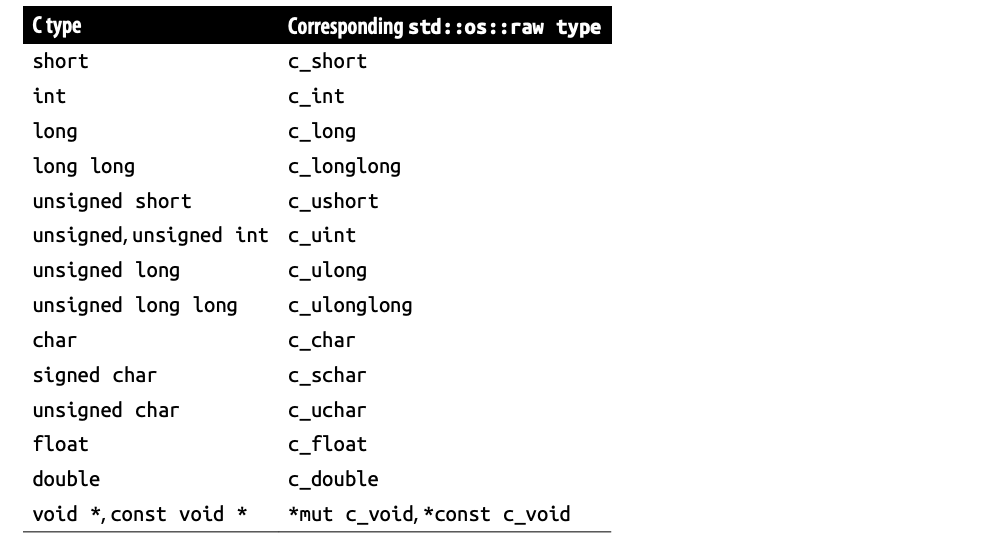 C type Corresponding std::os::raw type
short c_short
int c_int
long c_long
long long c_longlong
unsigned short c_ushort
unsigned, unsigned int c_uint
unsigned long c_ulong
unsigned long long c_ulonglong
char c_char
signed char c_schar
unsigned char c_uchar
float c_float
double c_double
void *, const void * *mut c_void, *const c_void